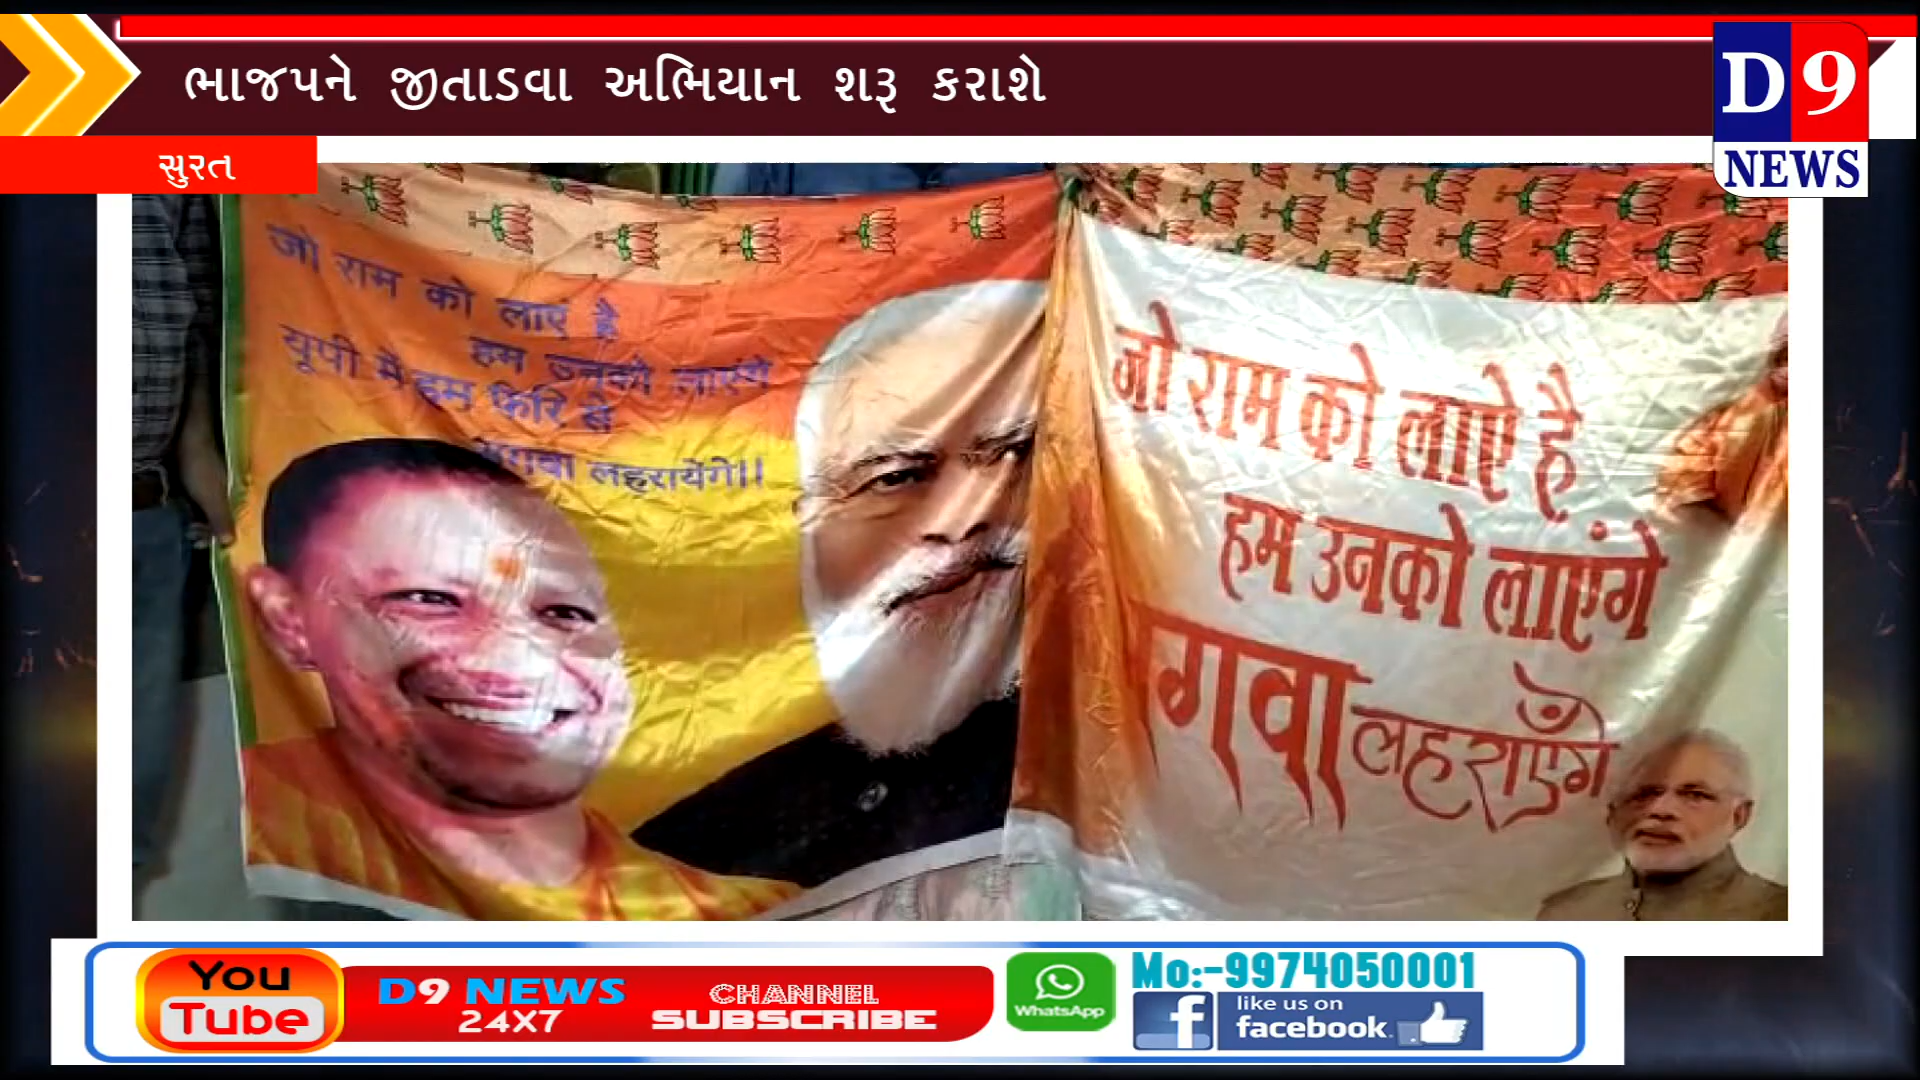 ભાજપને જીતાડવા અભિયાન શરૂ કરાશે
D9
NEWS
સુરત
जो राम को लाएं है
हम उनको लाएंगे
यूपी में हम फिर से
लहरायेंगे।।
जो राम को लाऐ है
हम उनको लाएंगे
गवा लहराएँगे
You
Tube
D9 NEWS
24X7
CHANNEL
SUBSCRIBE
WhatsApp
Mo:-9974050001
like us on
facebook.